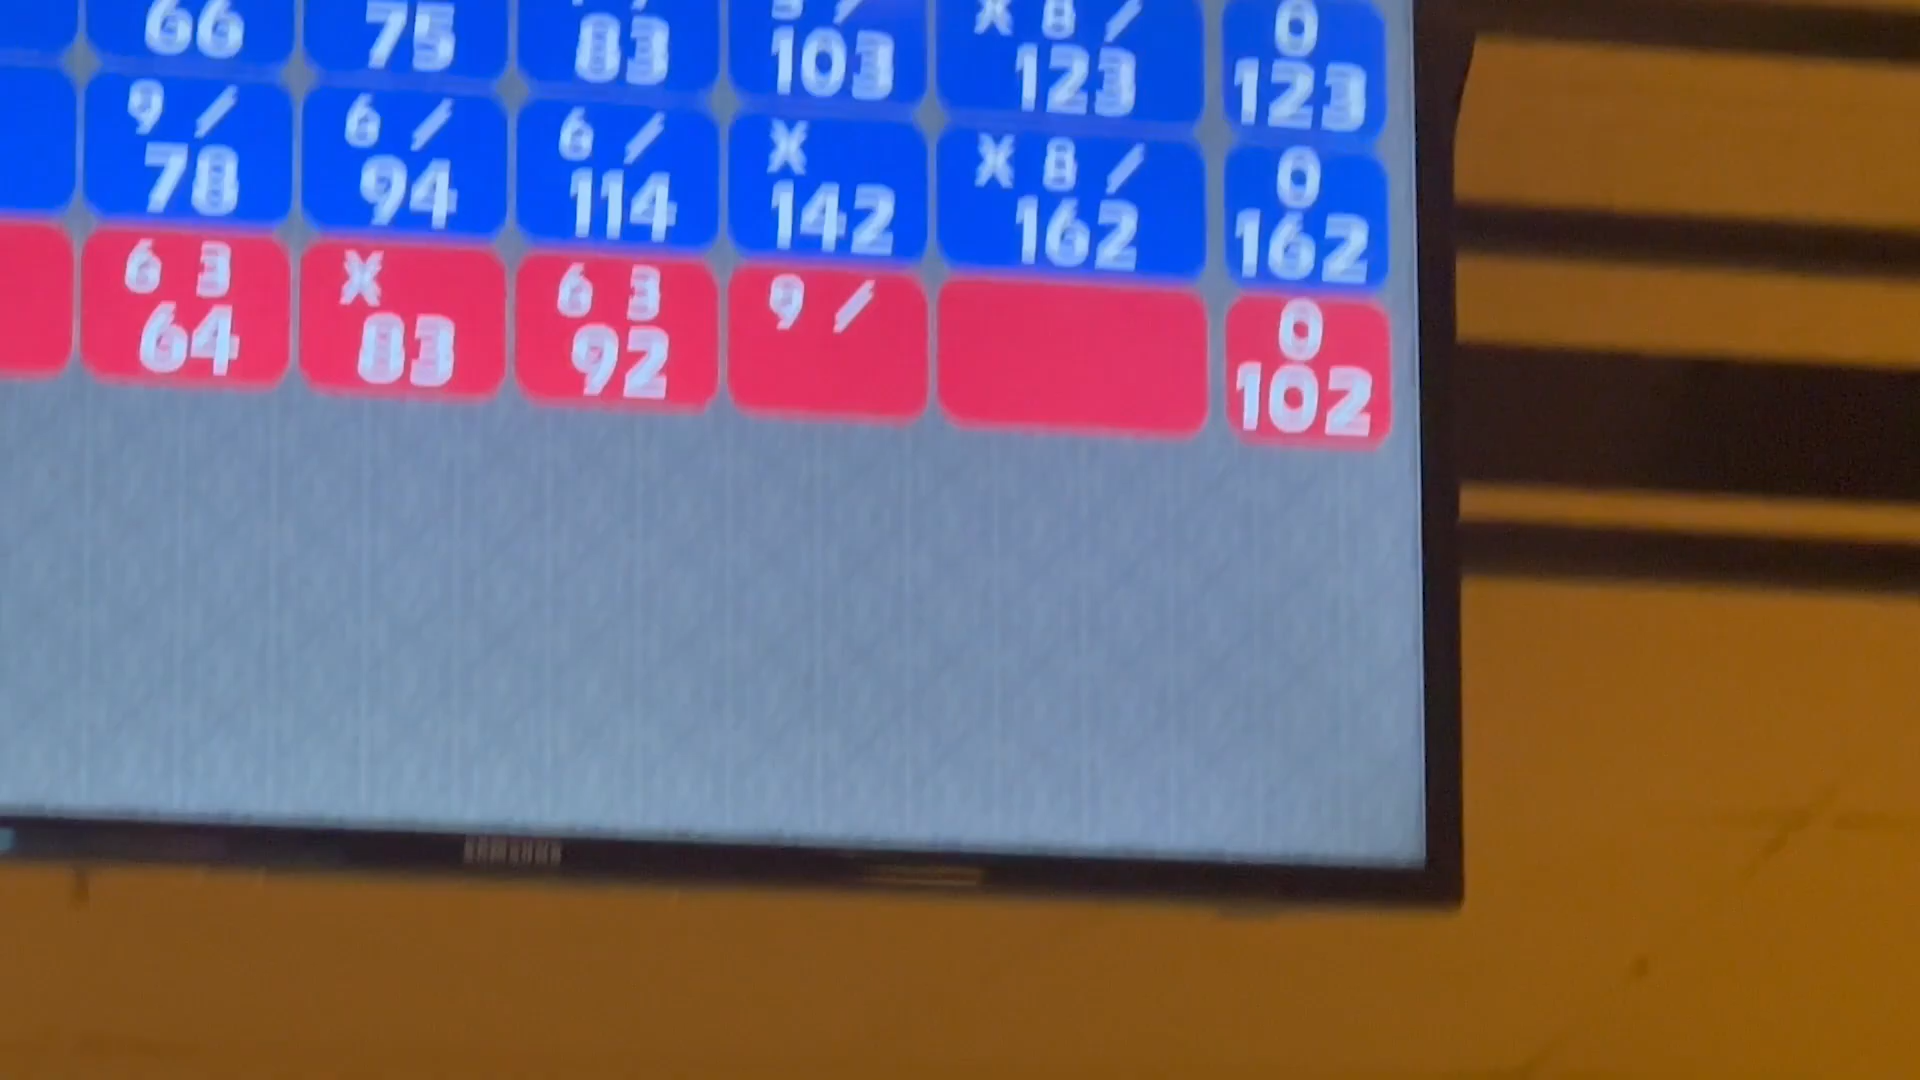 66 75 83 103 X 8 / 123 0 123
9 / 6 / 6 / X X 8 / 0
78 94 114 142 162 162
6 3 X 6 3 9 / 0
64 83 92 102
SAMSUNG